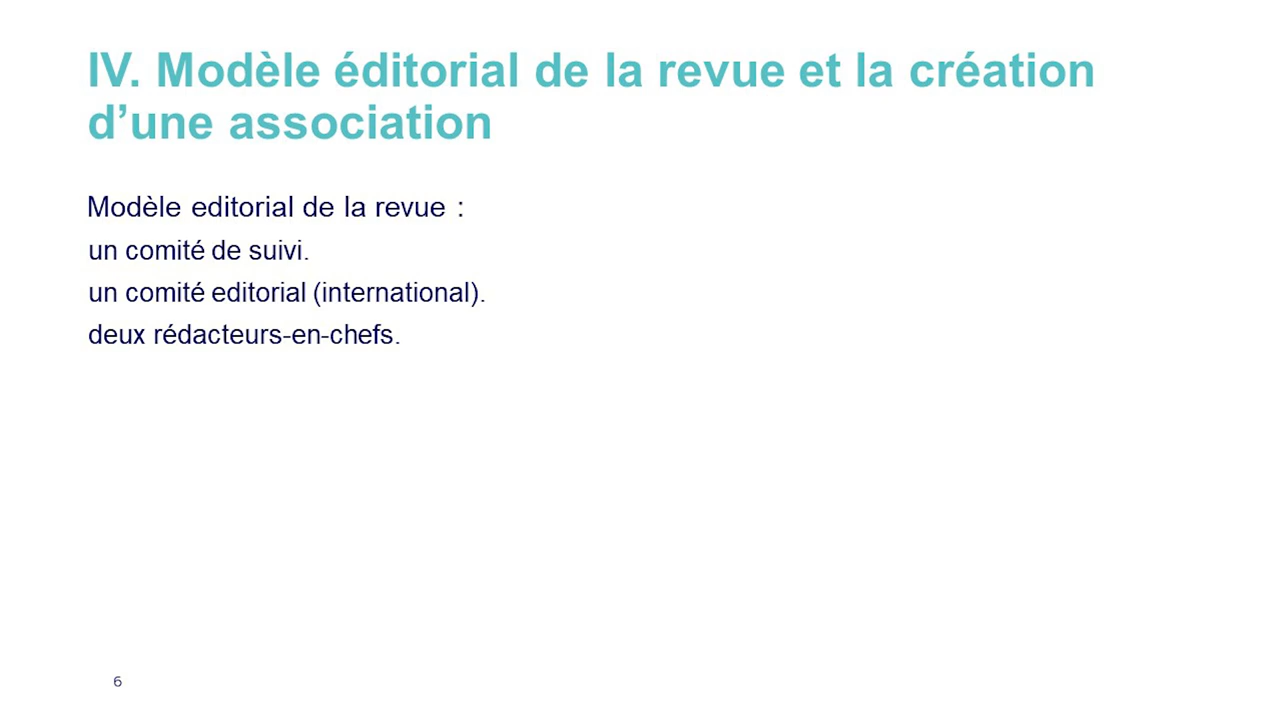 IV. Modèle éditorial de la revue et la création
d’une association
Modèle editorial de la revue :
un comité de suivi.
un comité editorial (international).
deux rédacteurs-en-chefs.
6